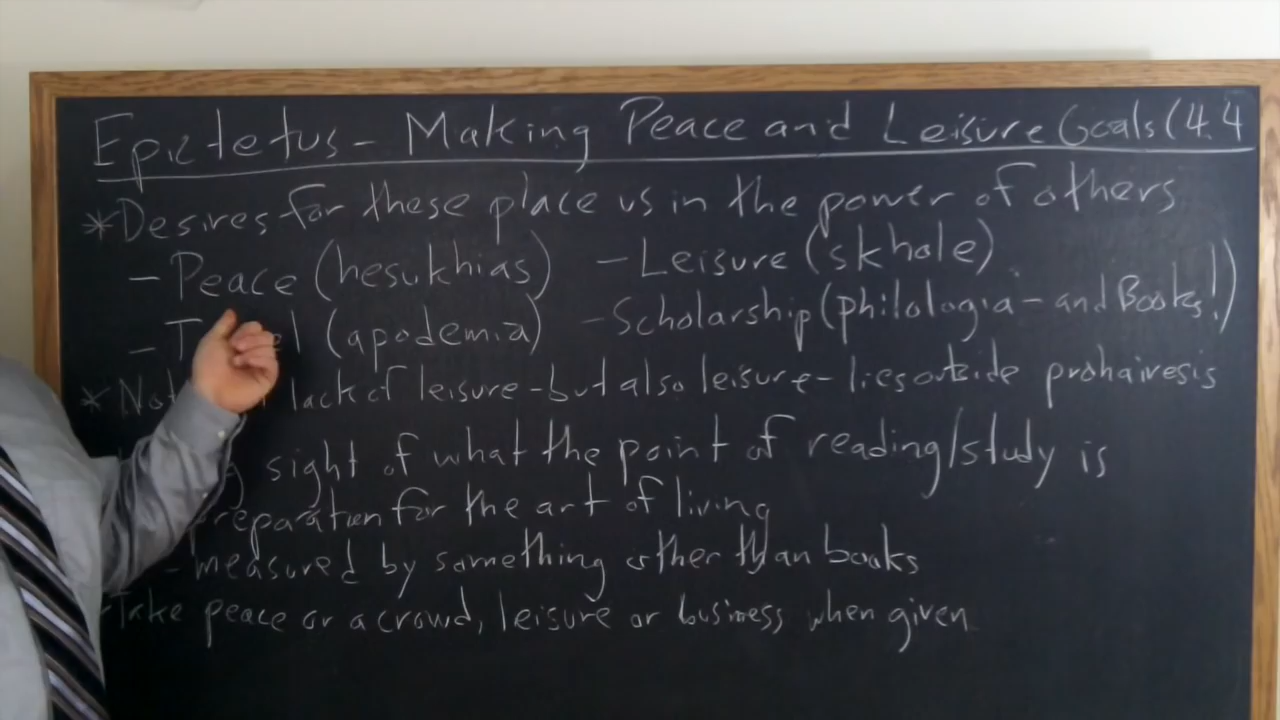 Epictetus - Making Peace and Leisure Goals (4.4
* Desires for these place us in the power of others
- Peace (hesukhias) - Leisure (skhole)
- (apodemia) - Scholarship (philologia - and Books!)
* lack of leisure - but also leisure - lies outside prohairesis
sight of what the point of reading/study is
preparation for the art of living
- measured by something other than books
Take peace or a crowd, leisure or business when given